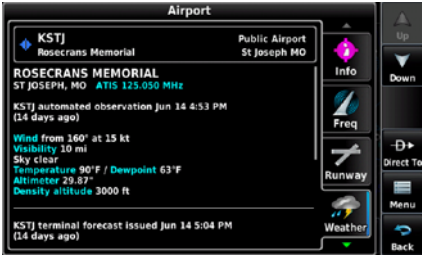 Airport
KSTJ
Public Airport
Rosecrans Memorial
St Joseph MO
ROSECRANS MEMORIAL
ST JOSEPH, MO ATIS 125.050 MHz
KSTJ automated observation Jun 14 4:53 PM
(14 days ago)
Wind from 160° at 15 kt
Visibility 10 mi
Sky clear
Temperature 90°F / Dewpoint 63°F
Altimeter 29.87"
Density altitude 3000 ft
KSTJ terminal forecast issued Jun 14 5:04 PM
(14 days ago)
Info
Freq
Runway
Weather
Up
Down
Direct To
Menu
Back